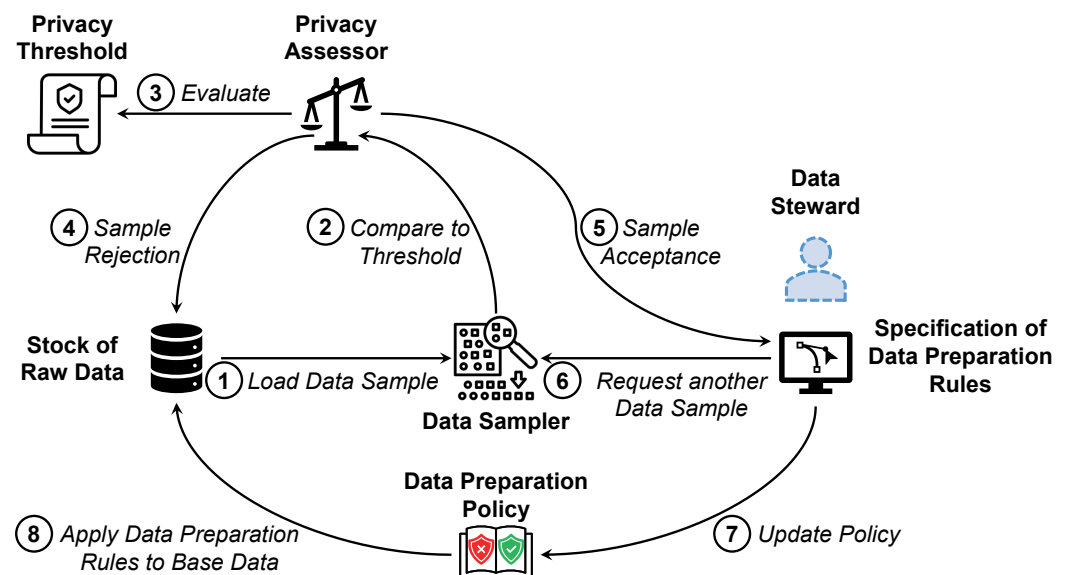 Privacy
Threshold
Privacy
Assessor
3 Evaluate
Data
Steward
4 Sample
Rejection
2 Compare to
Threshold
5 Sample
Acceptance
Stock of
Raw Data
Specification of
Data Preparation
Rules
1 Load Data Sample
6 Request another
Data Sample
Data Sampler
Data Preparation
Policy
8 Apply Data Preparation
Rules to Base Data
7 Update Policy